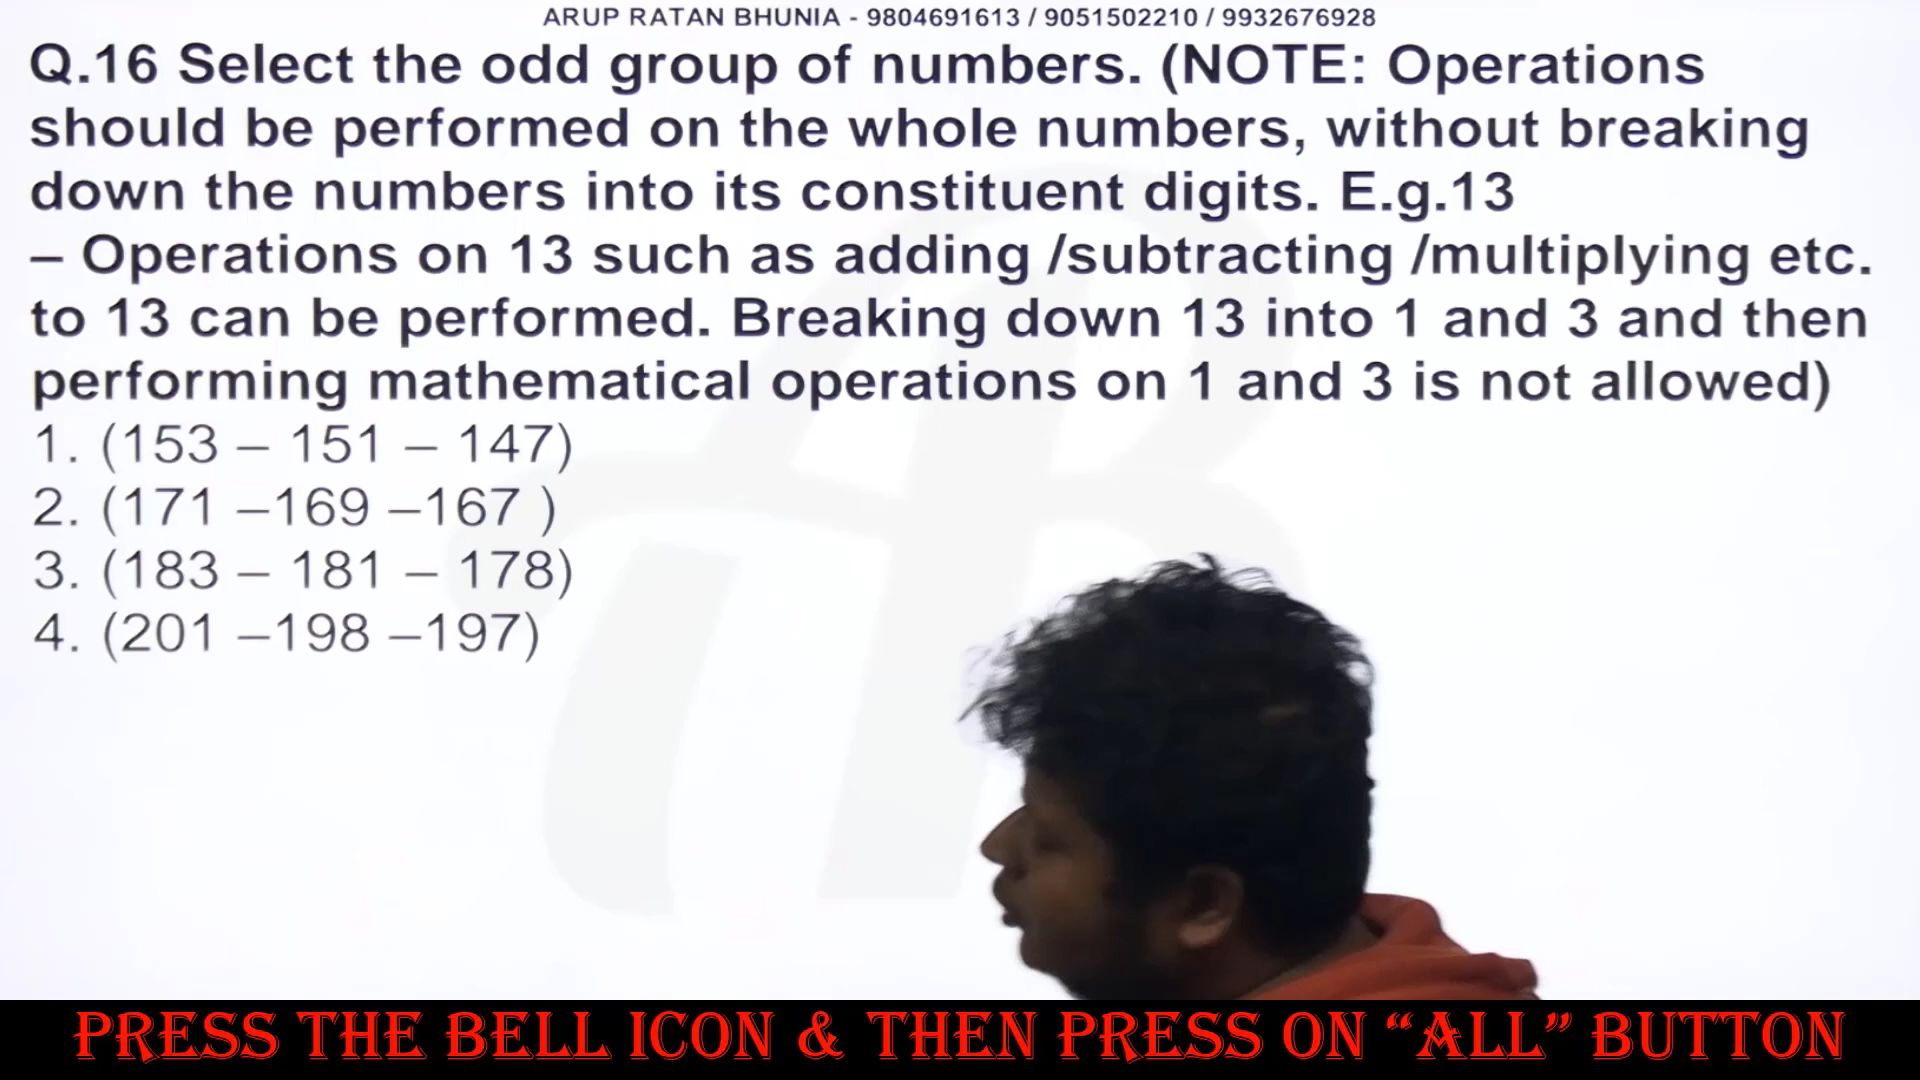 ARUP RATAN BHUNIA - 9804691613 / 9051502210 / 9932676928
Q.16 Select the odd group of numbers. (NOTE: Operations
should be performed on the whole numbers, without breaking
down the numbers into its constituent digits. E.g.13
– Operations on 13 such as adding /subtracting /multiplying etc.
to 13 can be performed. Breaking down 13 into 1 and 3 and then
performing mathematical operations on 1 and 3 is not allowed)
1. (153 – 151 – 147)
2. (171 –169 –167 )
3. (183 – 181 – 178)
4. (201 –198 –197)
PRESS THE BELL ICON & THEN PRESS ON “ALL” BUTTON